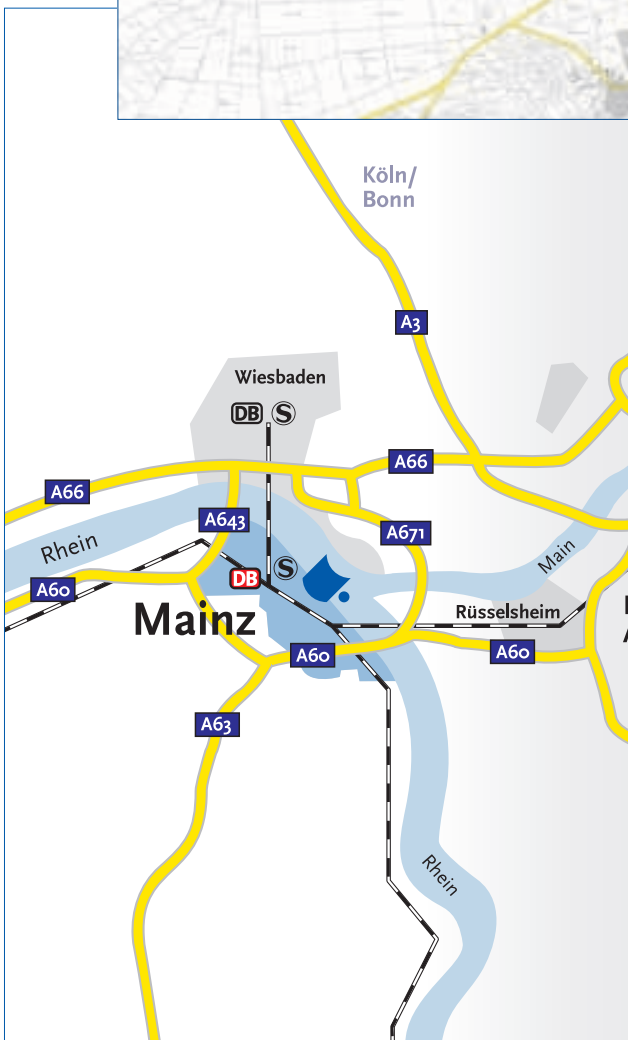 Köln/
Bonn
A3
Wiesbaden
DB S
A66
A66
A643
A671
Rhein
Main
DB S
A60
Mainz
Rüsselsheim
A60
A60
A63
Rhein